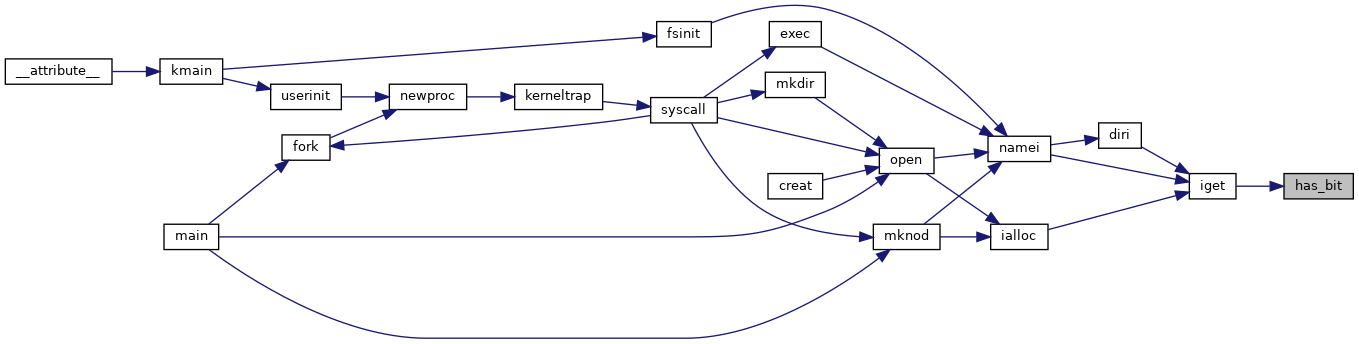 __attribute__
kmain
fsinit
userinit
newproc
kerneltrap
fork
main
syscall
exec
mkdir
creat
open
mknod
namei
ialloc
diri
iget
has_bit